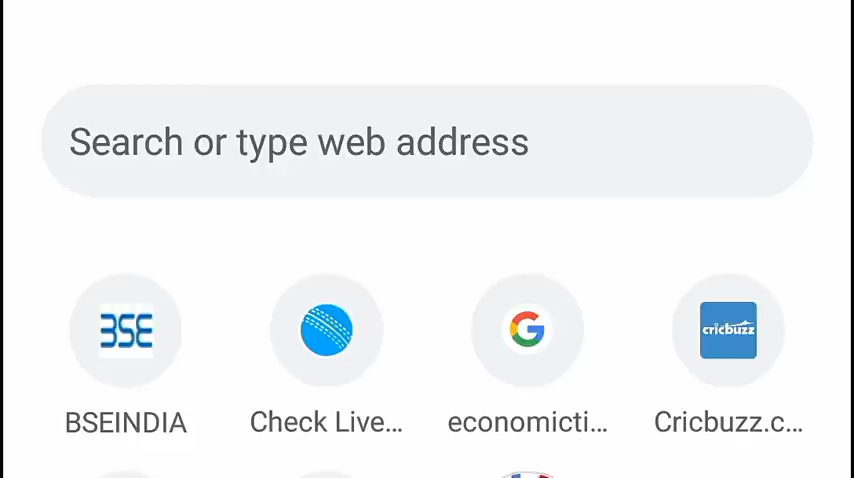 Search or type web address
BSE
cricbuzz
BSEINDIA
Check Live...
economicti...
Cricbuzz.c...